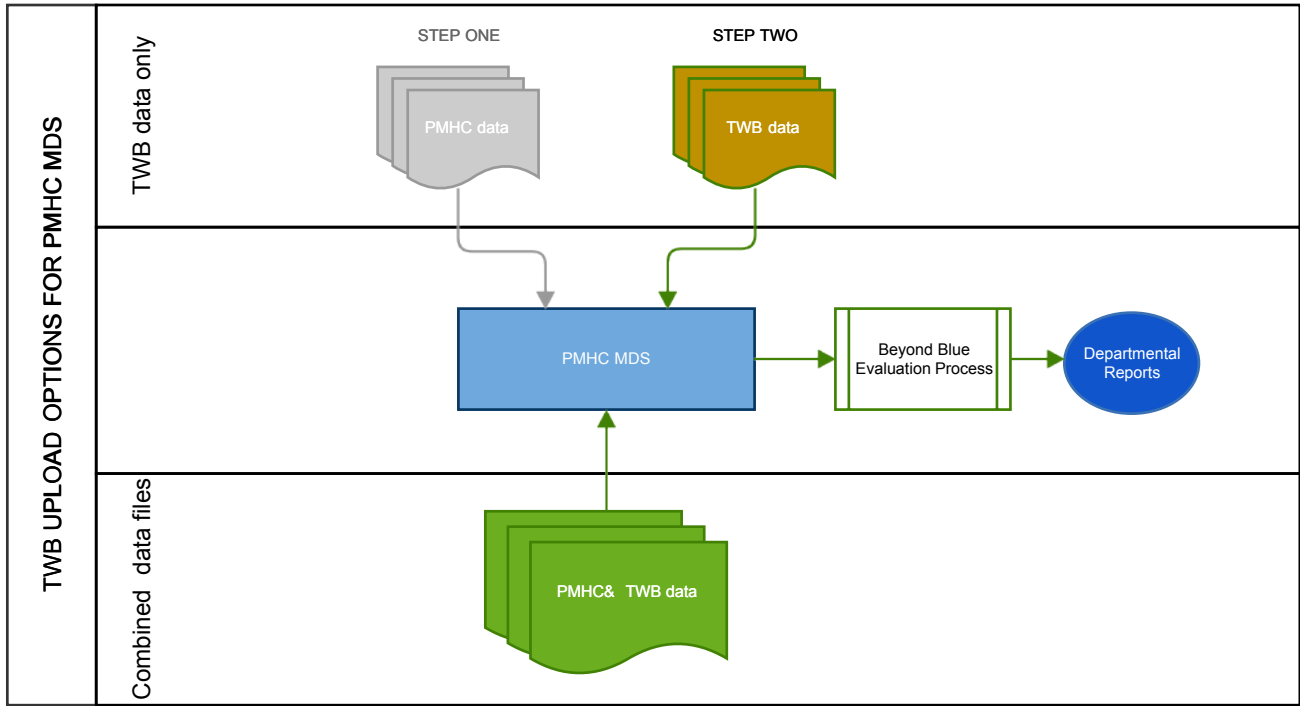 TWB UPLOAD OPTIONS FOR PMHC MDS
TWB data only
STEP ONE
STEP TWO
PMHC data
TWB data
PMHC MDS
Beyond Blue
Evaluation Process
Departmental
Reports
Combined data files
PMHC& TWB data